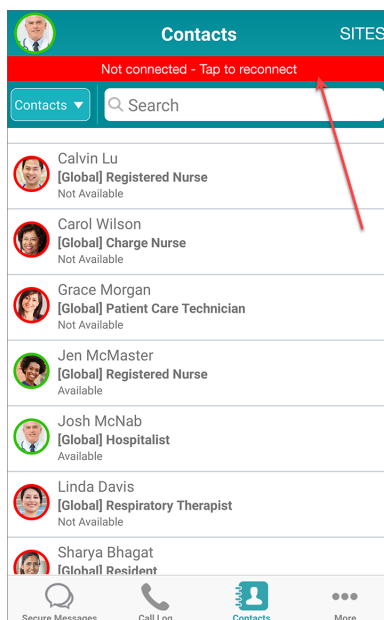 Contacts
SITES
Not connected - Tap to reconnect
Contacts
Search
Calvin Lu
[Global] Registered Nurse
Not Available
Carol Wilson
[Global] Charge Nurse
Not Available
Grace Morgan
[Global] Patient Care Technician
Not Available
Jen McMaster
[Global] Registered Nurse
Available
Josh McNab
[Global] Hospitalist
Available
Linda Davis
[Global] Respiratory Therapist
Not Available
Sharya Bhagat
[Global] Resident
Secure Messages
Call Log
Contacts
More